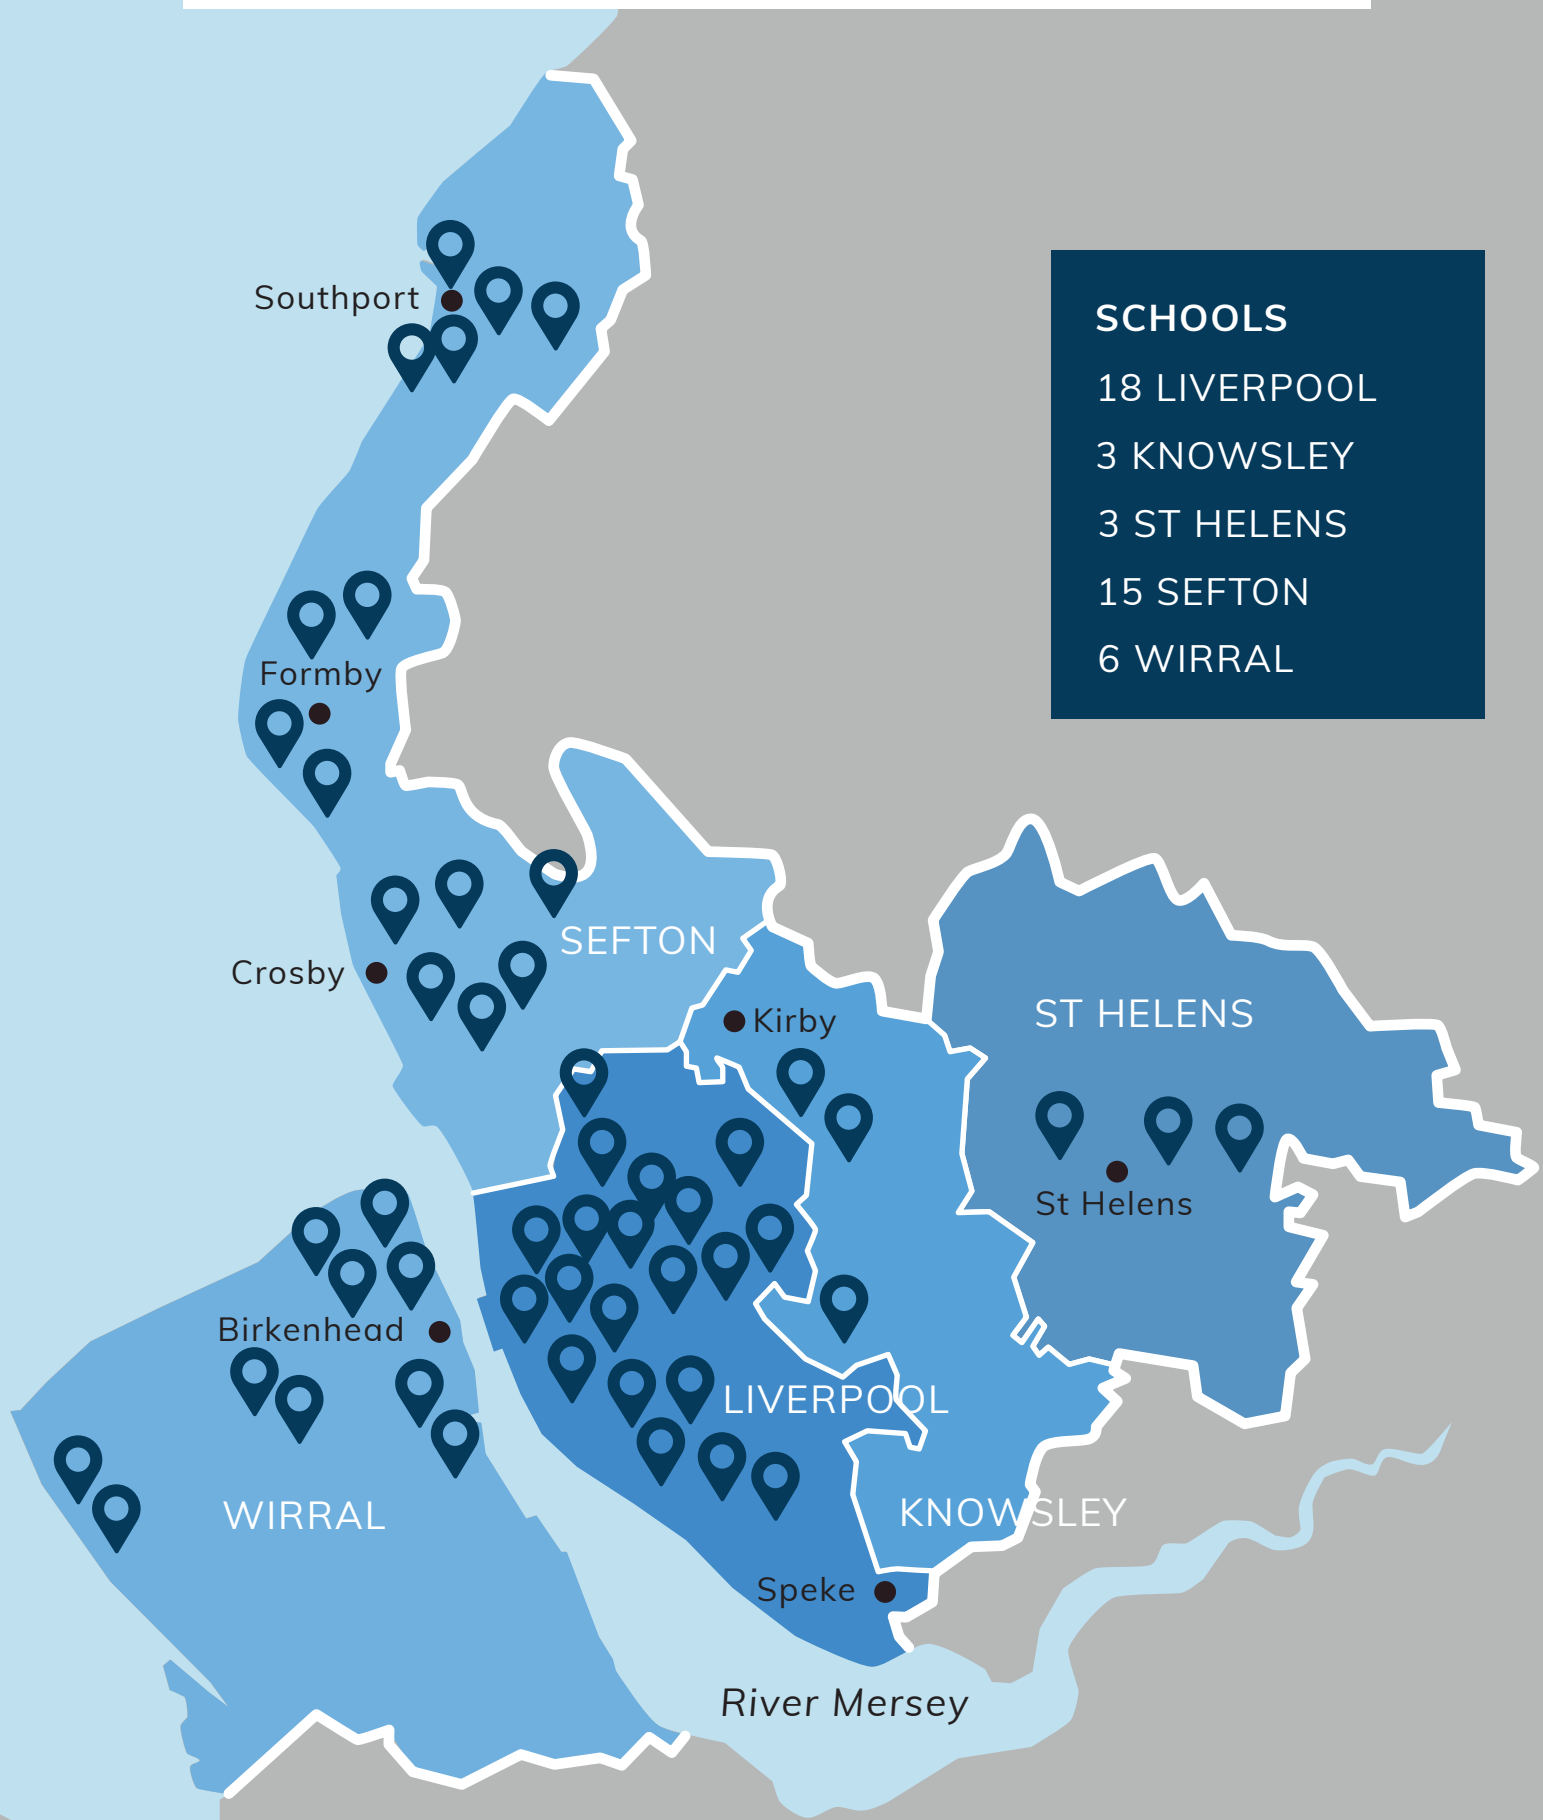 Southport
SCHOOLS
18 LIVERPOOL
3 KNOWSLEY
3 ST HELENS
15 SEFTON
6 WIRRAL
Formby
SEFTON
Crosby
Kirby
ST HELENS
St Helens
Birkenhead
LIVERPOOL
WIRRAL
KNOWSLEY
Speke
River Mersey